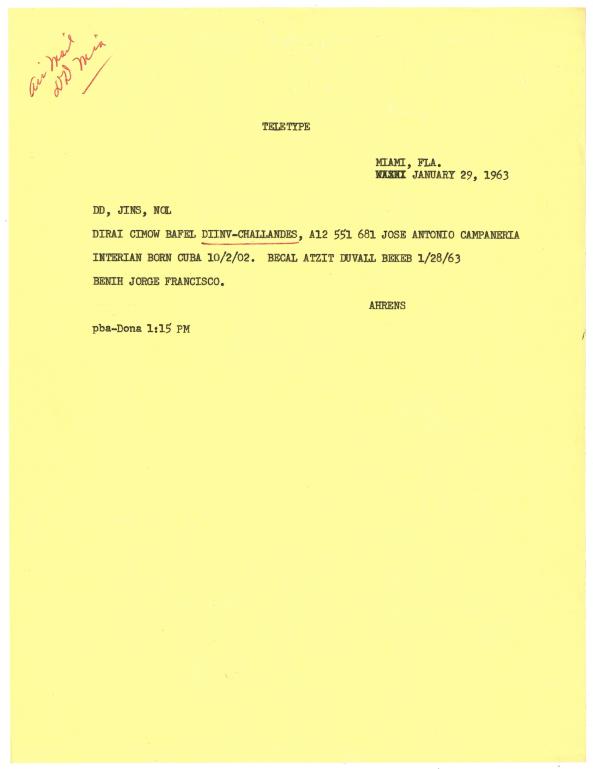 Air Mail
DD Mia
TELETYPE
MIAMI, FLA.
JANUARY 29, 1963
DD, JINS, NOL
DIRAI CIMOW BAFEL DIINV-CHALLANDES, A12 551 681 JOSE ANTONIO CAMPANERIA
INTERIAN BORN CUBA 10/2/02. BECAL ATZIT DUVALL BEKEB 1/28/63
BENIH JORGE FRANCISCO.
AHRENS
pba-Dona 1:15 PM